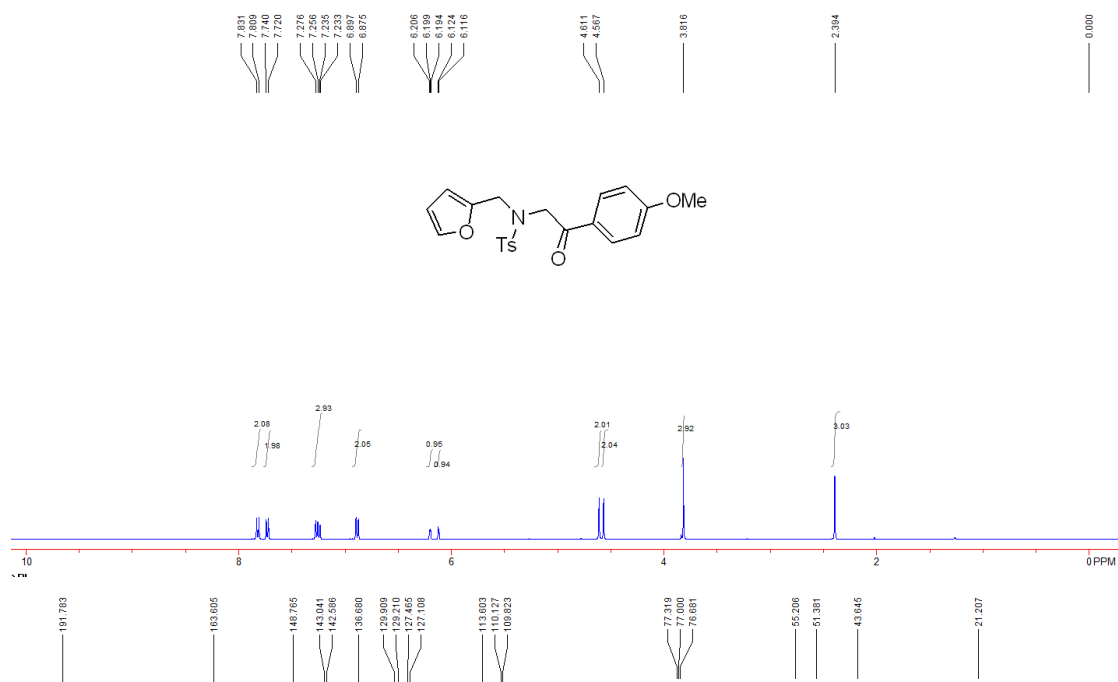 7.831 7.809 7.740 7.720 7.276 7.256 7.235 7.233 6.897 6.875 6.206 6.199 6.194 6.124 6.116 4.611 4.567 3.816 2.394 0.000
OMe
N
O
Ts
O
2.08 1.98 2.93 2.05 0.95 0.94 2.01 2.04 2.92 3.03
10 8 6 4 2 0 PPM
191.783 163.605 148.765 143.041 142.586 136.680 129.909 129.210 127.465 127.108 113.603 110.127 109.823 77.319 77.000 76.681 55.206 51.381 43.645 21.207